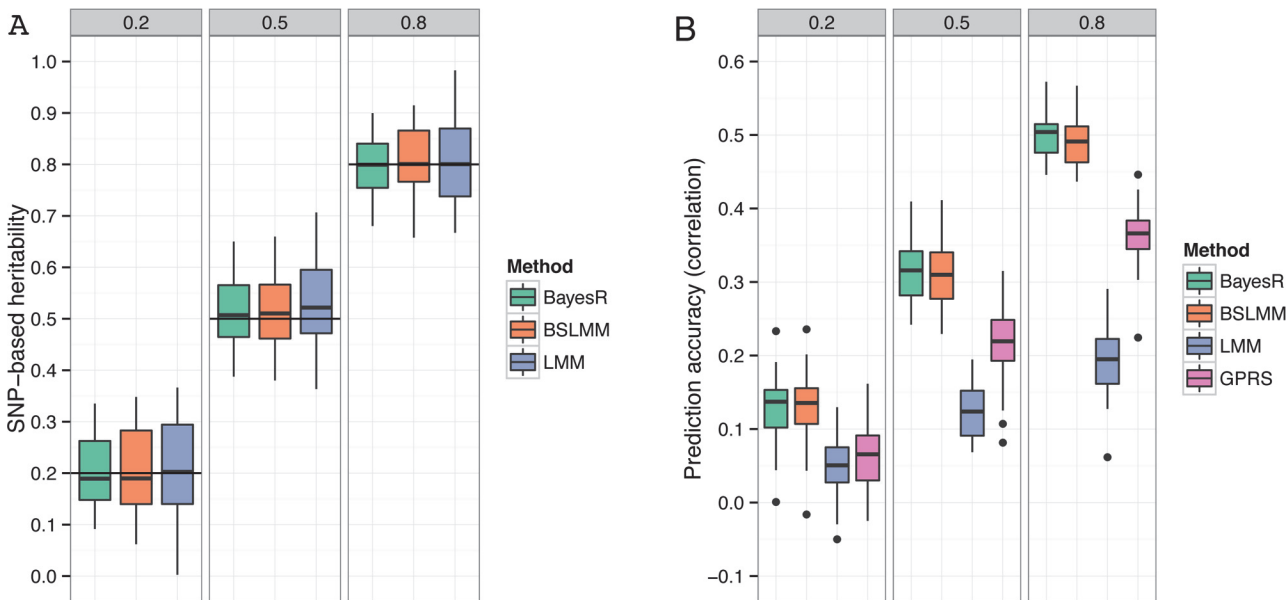 A
0.2 0.5 0.8
1.0
0.9
0.8
0.7
0.6
0.5
0.4
0.3
0.2
0.1
0.0
SNP-based heritability
Method
BayesR
BSLMM
LMM
B
0.2 0.5 0.8
0.6
0.5
0.4
0.3
0.2
0.1
0.0
−0.1
Prediction accuracy (correlation)
Method
BayesR
BSLMM
LMM
GPRS